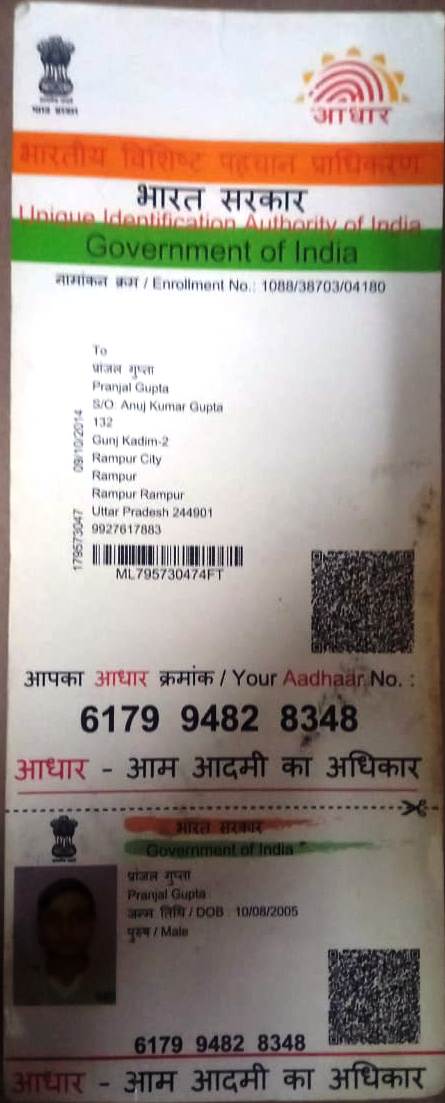 भारत सरकार
आधार
भारतीय विशिष्ट पहचान प्राधिकरण
भारत सरकार
Unique Identification Authority of India
Government of India
नामांकन क्रम / Enrollment No.: 1088/38703/04180
To
प्रांजल गुप्ता
Pranjal Gupta
S/O: Anuj Kumar Gupta
132
Gunj Kadim-2
Rampur City
Rampur
Rampur Rampur
Uttar Pradesh 244901
9927617883
179573047 09/10/2014
ML795730474FT
आपका आधार क्रमांक / Your Aadhaar No. :
6179 9482 8348
आधार - आम आदमी का अधिकार
भारत सरकार
Government of India
प्रांजल गुप्ता
Pranjal Gupta
जन्म तिथि / DOB : 10/08/2005
पुरुष / Male
6179 9482 8348
आधार - आम आदमी का अधिकार